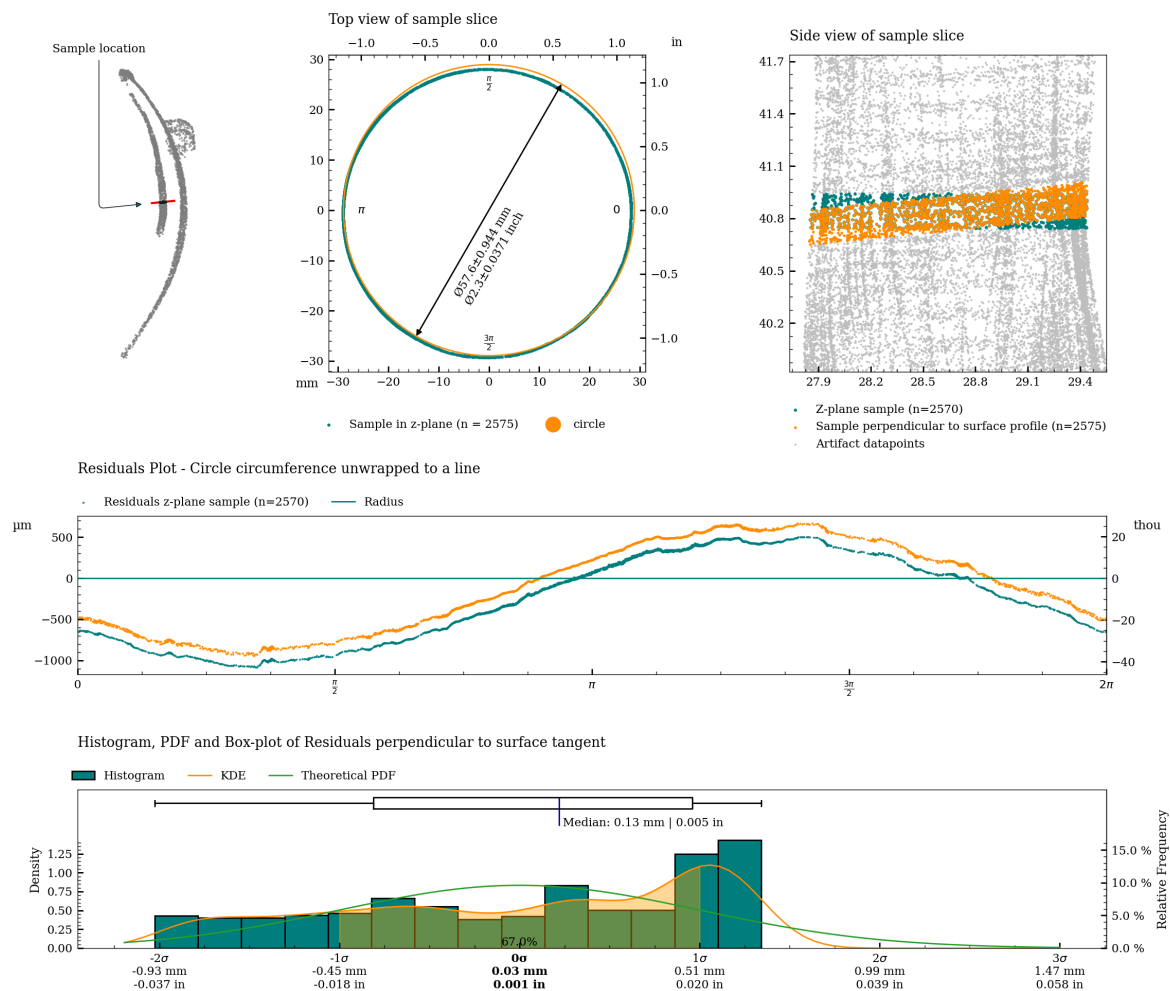 Sample location
Top view of sample slice
−1.0 −0.5 0.0 0.5 1.0 in
30
20
10
0
−10
−20
−30
mm
−30 −20 −10 0 10 20 30
1.0
0.5
0.0
−0.5
−1.0
π/2
π
0
3π/2
Ø57.6±0.944 mm
Ø2.3±0.0371 inch
Sample in z-plane (n = 2575)
circle
Side view of sample slice
41.7
41.4
41.1
40.8
40.5
40.2
27.9 28.2 28.5 28.8 29.1 29.4
Z-plane sample (n=2570)
Sample perpendicular to surface profile (n=2575)
Artifact datapoints
Residuals Plot - Circle circumference unwrapped to a line
Residuals z-plane sample (n=2570)
Radius
µm
500
0
−500
−1000
thou
20
0
−20
−40
0 π/2 π 3π/2 2π
Histogram, PDF and Box-plot of Residuals perpendicular to surface tangent
Histogram
KDE
Theoretical PDF
Median: 0.13 mm | 0.005 in
Density
1.25
1.00
0.75
0.50
0.25
0.00
Relative Frequency
15.0 %
10.0 %
5.0 %
0.0 %
67.0%
-2σ -1σ 0σ 1σ 2σ 3σ
-0.93 mm -0.45 mm 0.03 mm 0.51 mm 0.99 mm 1.47 mm
-0.037 in -0.018 in 0.001 in 0.020 in 0.039 in 0.058 in